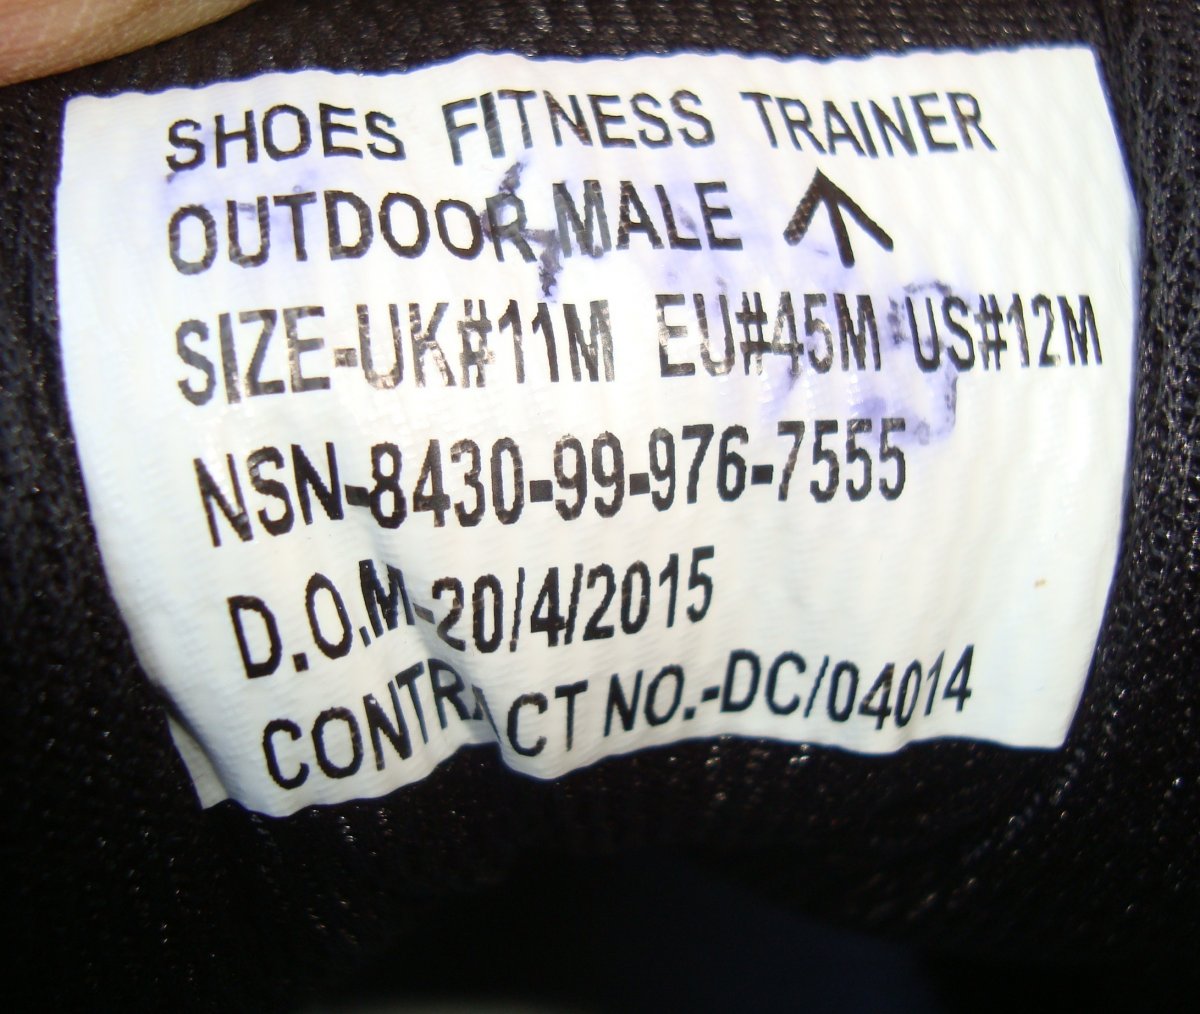 SHOES FITNESS TRAINER
OUTDOOR MALE ↑
SIZE-UK#11M EU#45M US#12M
NSN-8430-99-976-7555
D.O.M-20/4/2015
CONTRACT NO.-DC/04014